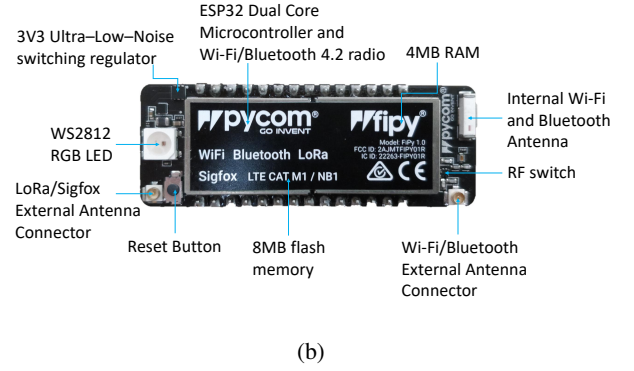 ESP32 Dual Core
Microcontroller and
Wi-Fi/Bluetooth 4.2 radio
3V3 Ultra–Low–Noise
switching regulator
4MB RAM
Internal Wi-Fi
and Bluetooth
Antenna
WS2812
RGB LED
pycom®
GO INVENT
fipy®
Model: FiPy 1.0
FCC ID: 2AJMTFIPY01R
IC ID: 22263-FIPY01R
WiFi Bluetooth LoRa
Sigfox LTE CAT M1 / NB1
CE
pycom®
RF switch
LoRa/Sigfox
External Antenna
Connector
Reset Button
8MB flash
memory
Wi-Fi/Bluetooth
External Antenna
Connector
(b)